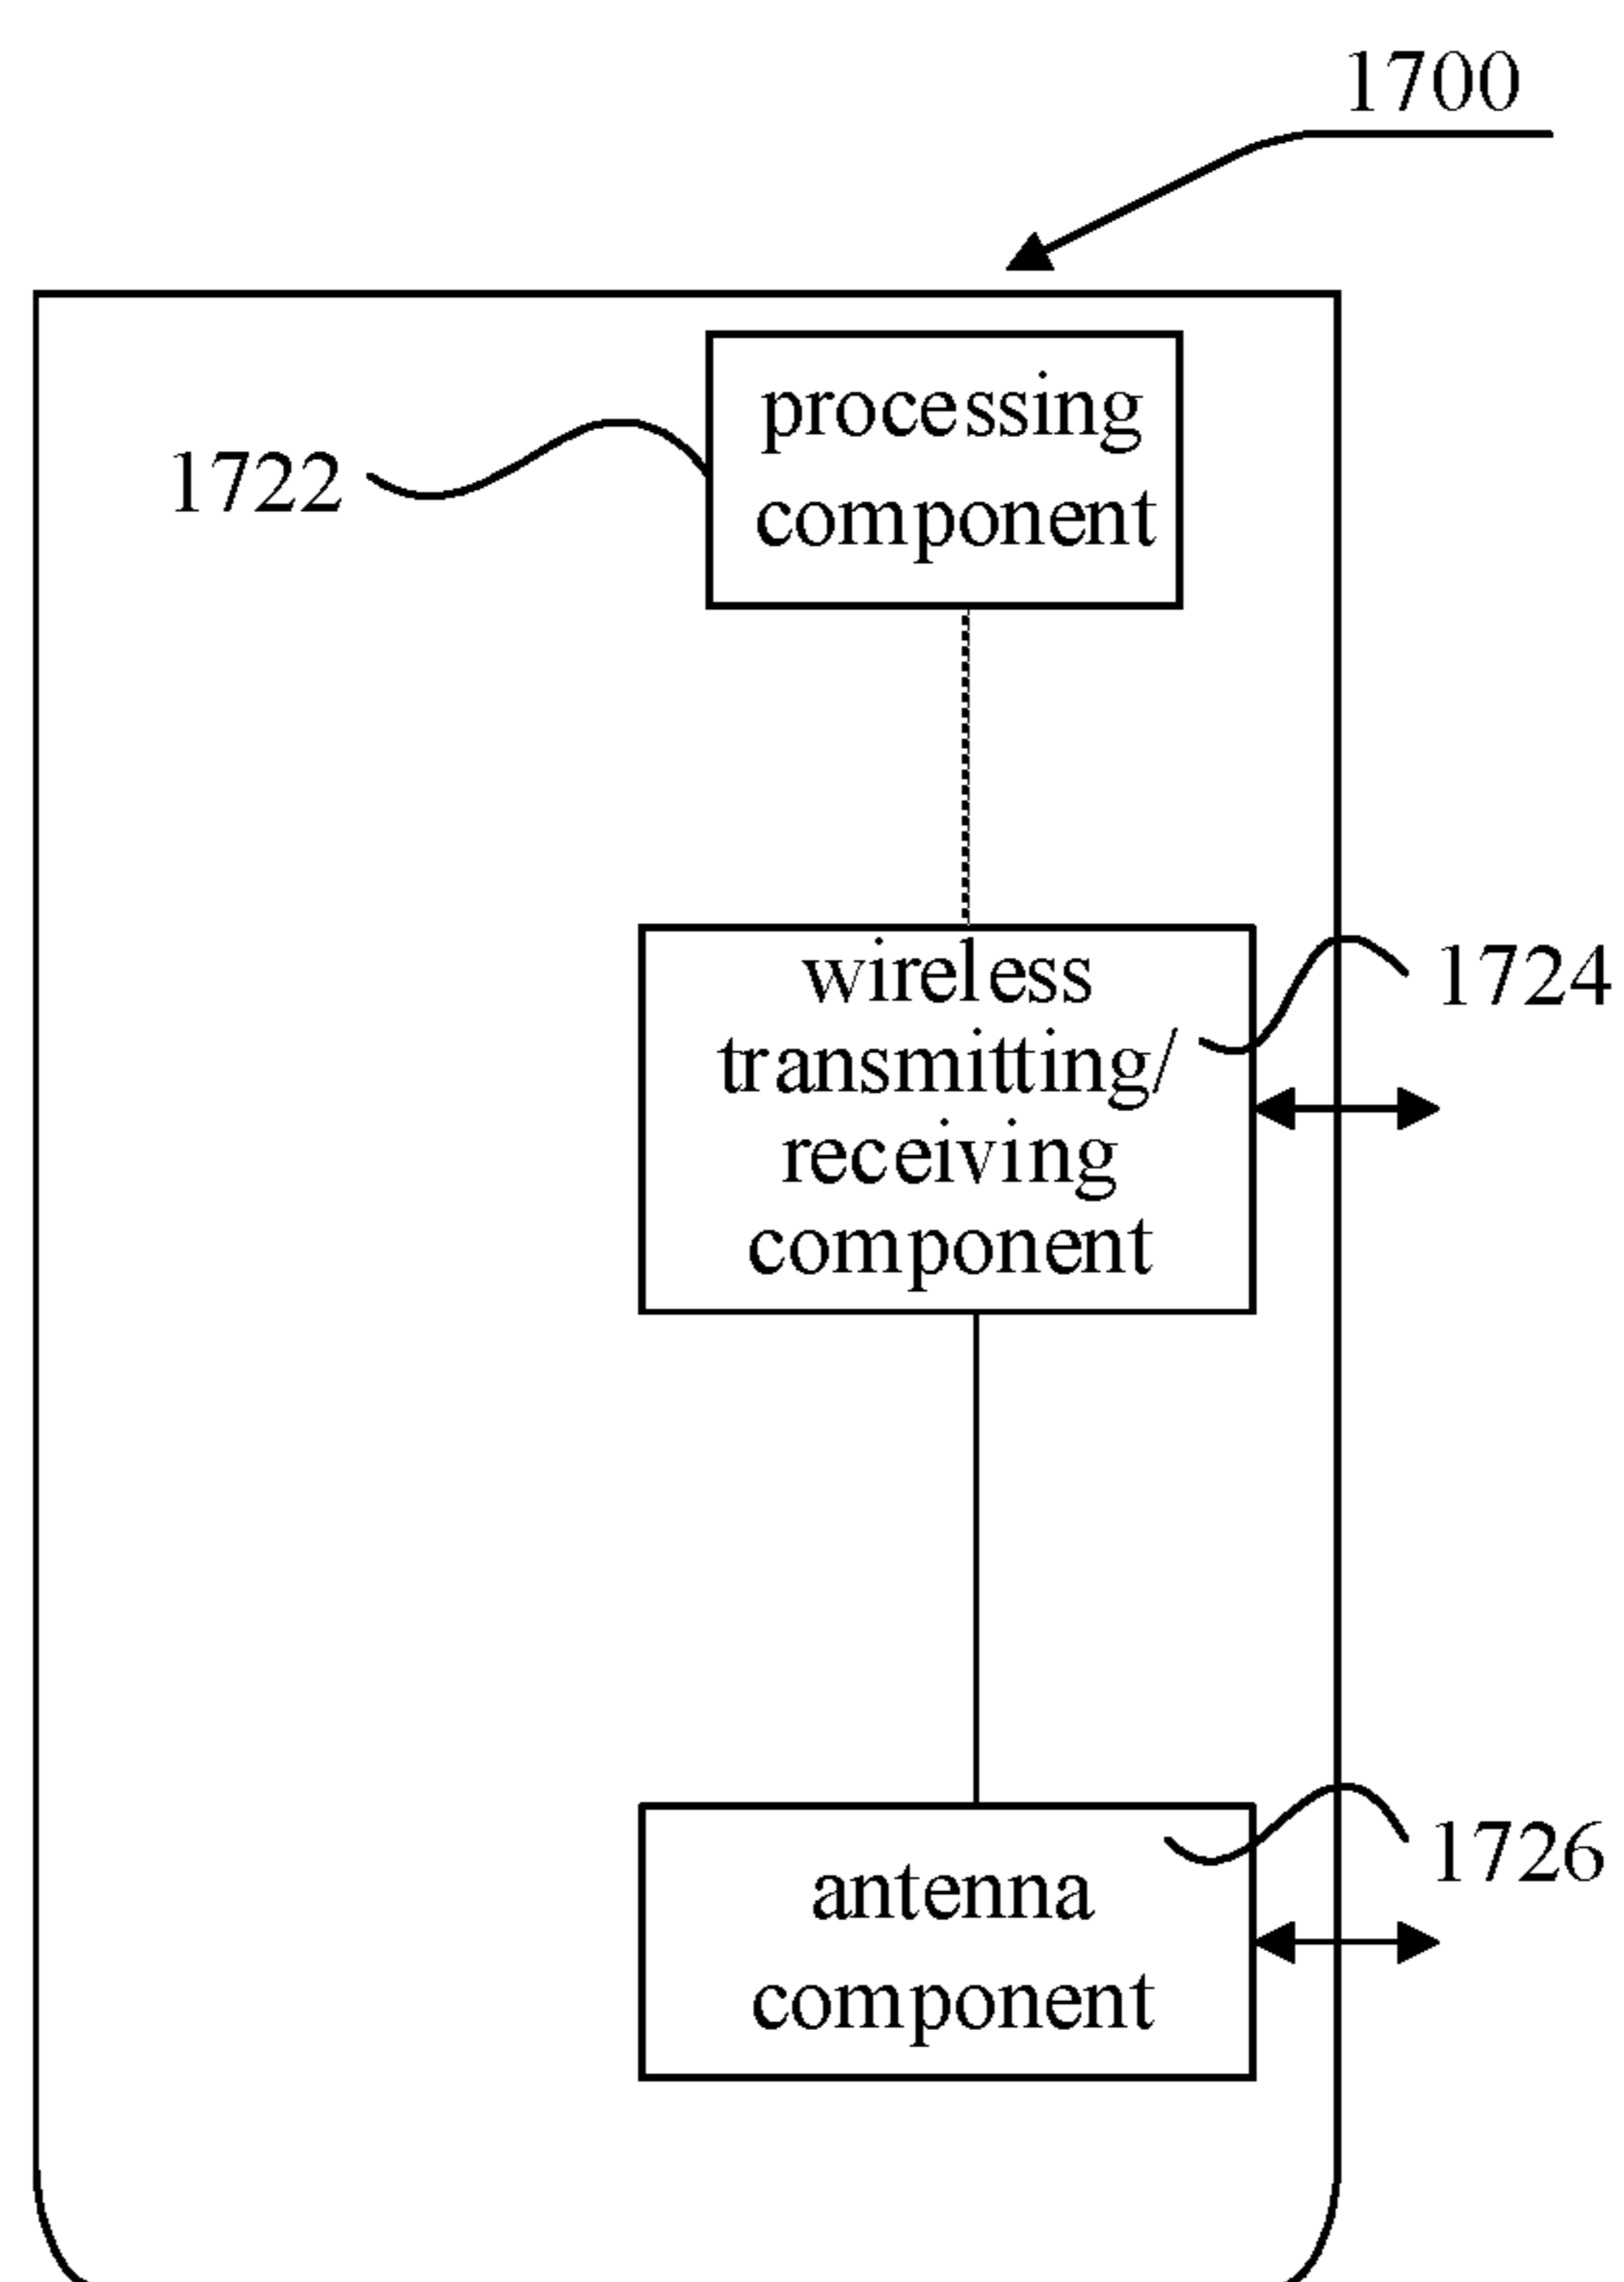 1700
processing
component
1722
wireless
transmitting/
receiving
component
1724
antenna
component
1726